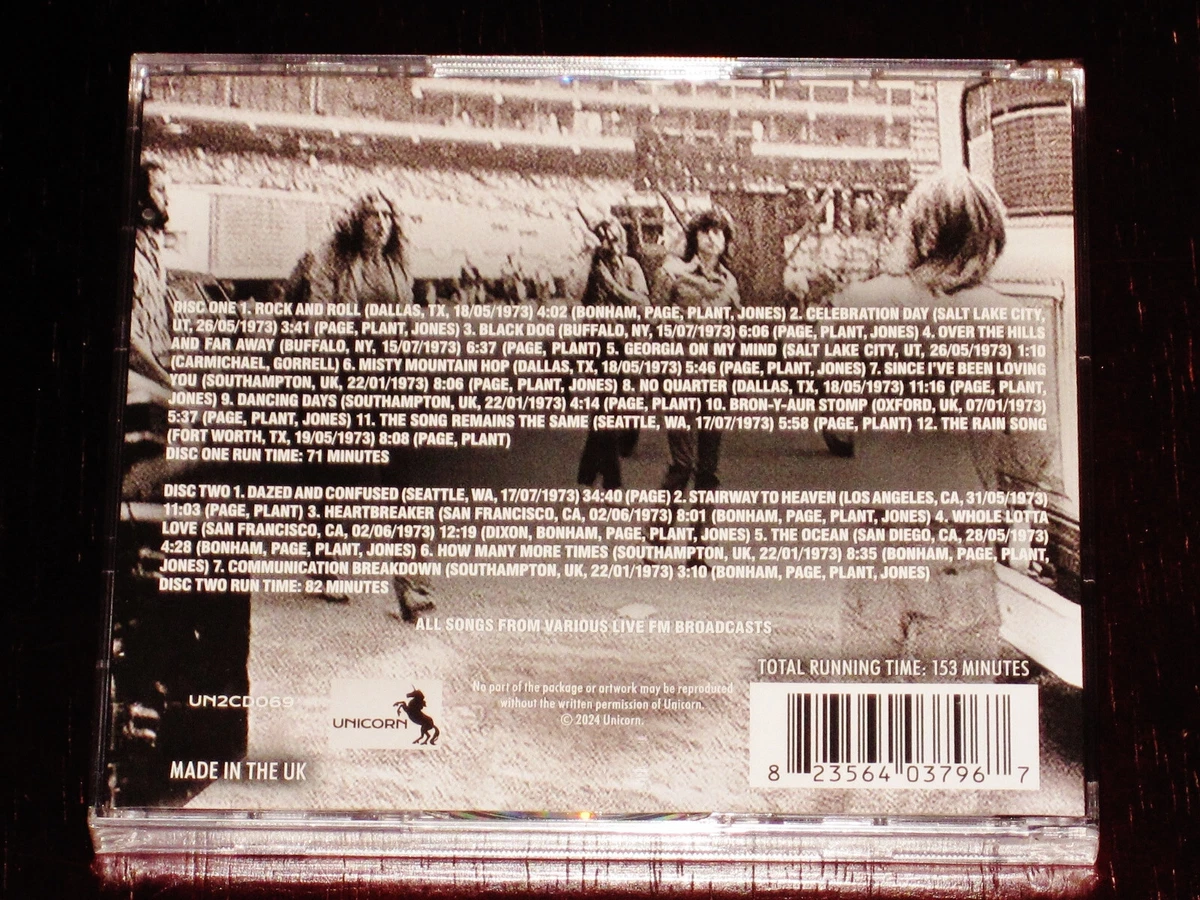 DISC ONE 1. ROCK AND ROLL (DALLAS, TX, 18/05/1973) 4:02 (BONHAM, PAGE, PLANT, JONES) 2. CELEBRATION DAY (SALT LAKE CITY,
UT, 26/05/1973) 3:41 (PAGE, PLANT, JONES) 3. BLACK DOG (BUFFALO, NY, 15/07/1973) 6:06 (PAGE, PLANT, JONES) 4. OVER THE HILLS
AND FAR AWAY (BUFFALO, NY, 15/07/1973) 6:37 (PAGE, PLANT) 5. GEORGIA ON MY MIND (SALT LAKE CITY, UT, 26/05/1973) 1:10
(CARMICHAEL, GORRELL) 6. MISTY MOUNTAIN HOP (DALLAS, TX, 18/05/1973) 5:46 (PAGE, PLANT, JONES) 7. SINCE I'VE BEEN LOVING
YOU (SOUTHAMPTON, UK, 22/01/1973) 8:06 (PAGE, PLANT, JONES) 8. NO QUARTER (DALLAS, TX, 18/05/1973) 11:16 (PAGE, PLANT,
JONES) 9. DANCING DAYS (SOUTHAMPTON, UK, 22/01/1973) 4:14 (PAGE, PLANT) 10. BRON-Y-AUR STOMP (OXFORD, UK, 07/01/1973)
5:37 (PAGE, PLANT, JONES) 11. THE SONG REMAINS THE SAME (SEATTLE, WA, 17/07/1973) 5:58 (PAGE, PLANT) 12. THE RAIN SONG
(FORT WORTH, TX, 19/05/1973) 8:08 (PAGE, PLANT)
DISC ONE RUN TIME: 71 MINUTES
DISC TWO 1. DAZED AND CONFUSED (SEATTLE, WA, 17/07/1973) 34:40 (PAGE) 2. STAIRWAY TO HEAVEN (LOS ANGELES, CA, 31/05/1973)
11:03 (PAGE, PLANT) 3. HEARTBREAKER (SAN FRANCISCO, CA, 02/06/1973) 8:01 (BONHAM, PAGE, PLANT, JONES) 4. WHOLE LOTTA
LOVE (SAN FRANCISCO, CA, 02/06/1973) 12:19 (DIXON, BONHAM, PAGE, PLANT, JONES) 5. THE OCEAN (SAN DIEGO, CA, 28/05/1973)
4:28 (BONHAM, PAGE, PLANT, JONES) 6. HOW MANY MORE TIMES (SOUTHAMPTON, UK, 22/01/1973) 8:35 (BONHAM, PAGE, PLANT,
JONES) 7. COMMUNICATION BREAKDOWN (SOUTHAMPTON, UK, 22/01/1973) 3:10 (BONHAM, PAGE, PLANT, JONES)
DISC TWO RUN TIME: 82 MINUTES
ALL SONGS FROM VARIOUS LIVE FM BROADCASTS
TOTAL RUNNING TIME: 153 MINUTES
UN2CD069
UNICORN
No part of the package or artwork may be reproduced
without the written permission of Unicorn.
© 2024 Unicorn.
MADE IN THE UK
8 23564 03796 7